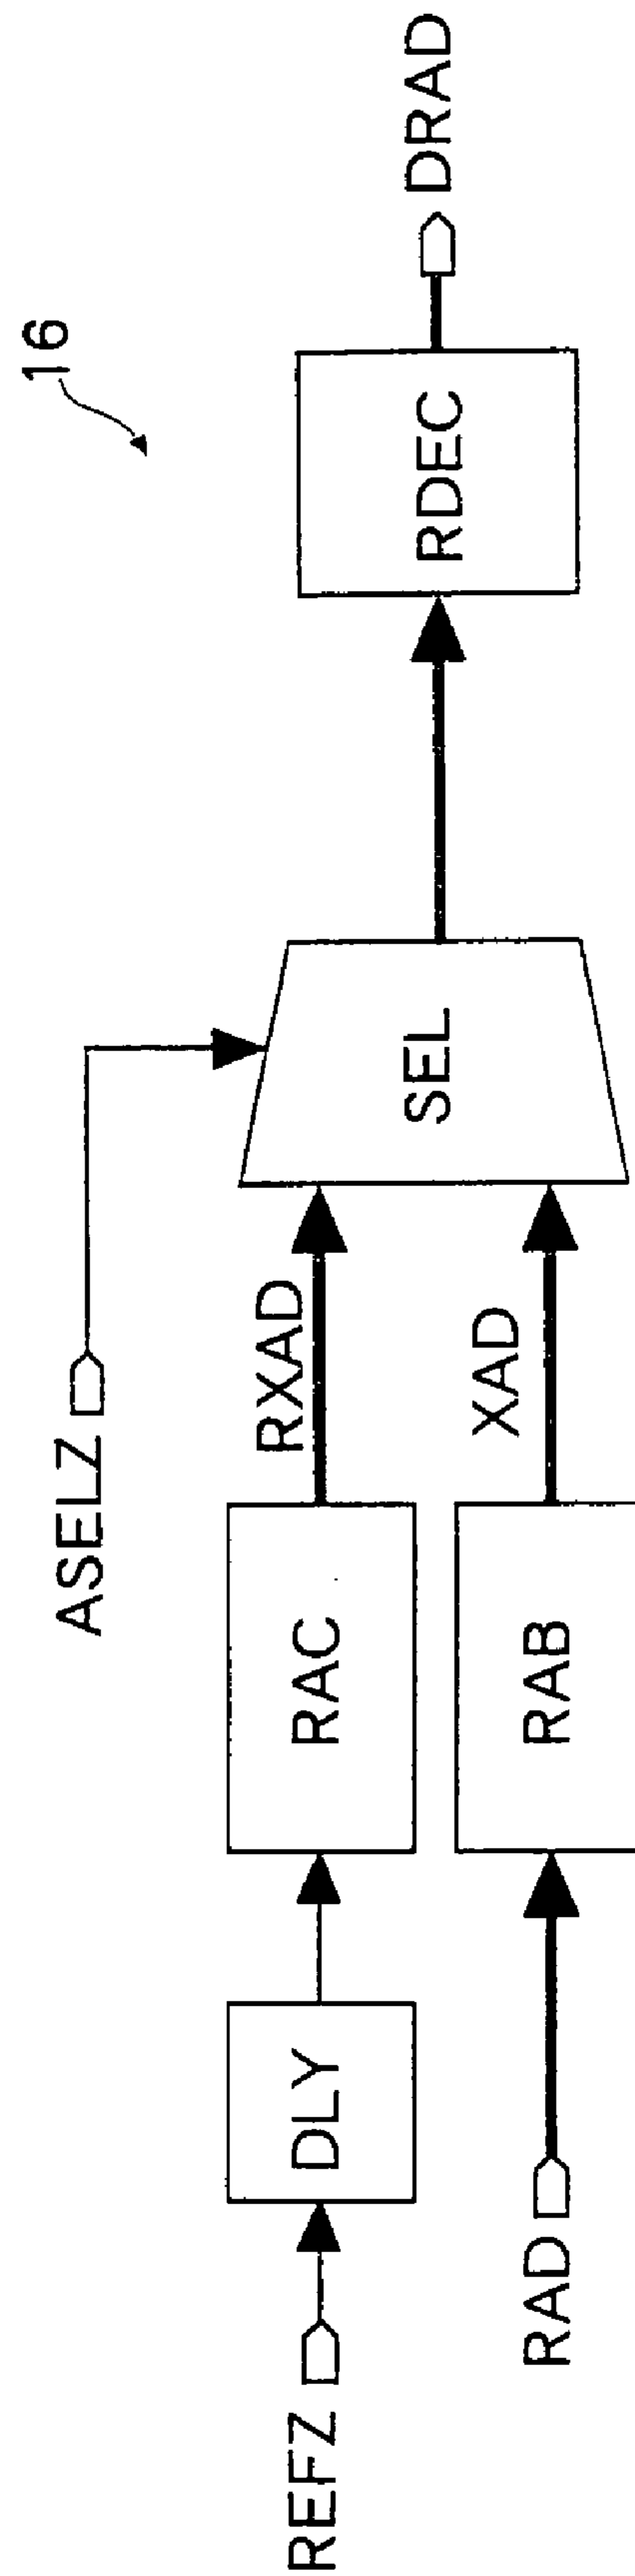 16
ASELZ
REFZ
DLY
RAC
RXAD
SEL
RDEC
DRAD
RAD
RAB
XAD